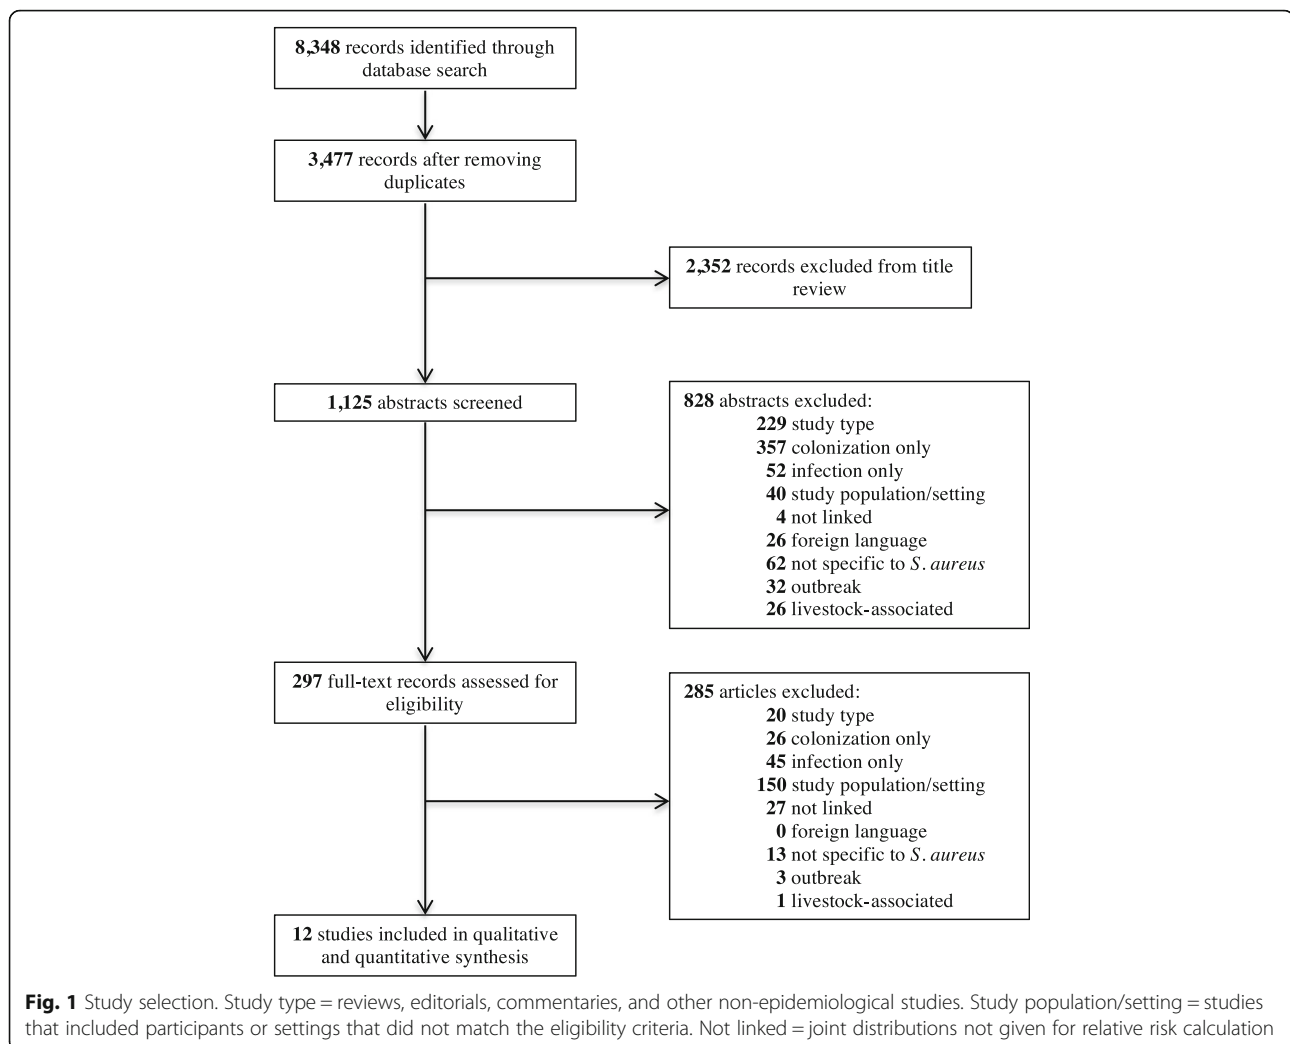 8,348 records identified through
database search
3,477 records after removing
duplicates
2,352 records excluded from title
review
1,125 abstracts screened
828 abstracts excluded:
229 study type
357 colonization only
52 infection only
40 study population/setting
4 not linked
26 foreign language
62 not specific to S. aureus
32 outbreak
26 livestock-associated
297 full-text records assessed for
eligibility
285 articles excluded:
20 study type
26 colonization only
45 infection only
150 study population/setting
27 not linked
0 foreign language
13 not specific to S. aureus
3 outbreak
1 livestock-associated
12 studies included in qualitative
and quantitative synthesis
Fig. 1 Study selection. Study type = reviews, editorials, commentaries, and other non-epidemiological studies. Study population/setting = studies
that included participants or settings that did not match the eligibility criteria. Not linked = joint distributions not given for relative risk calculation